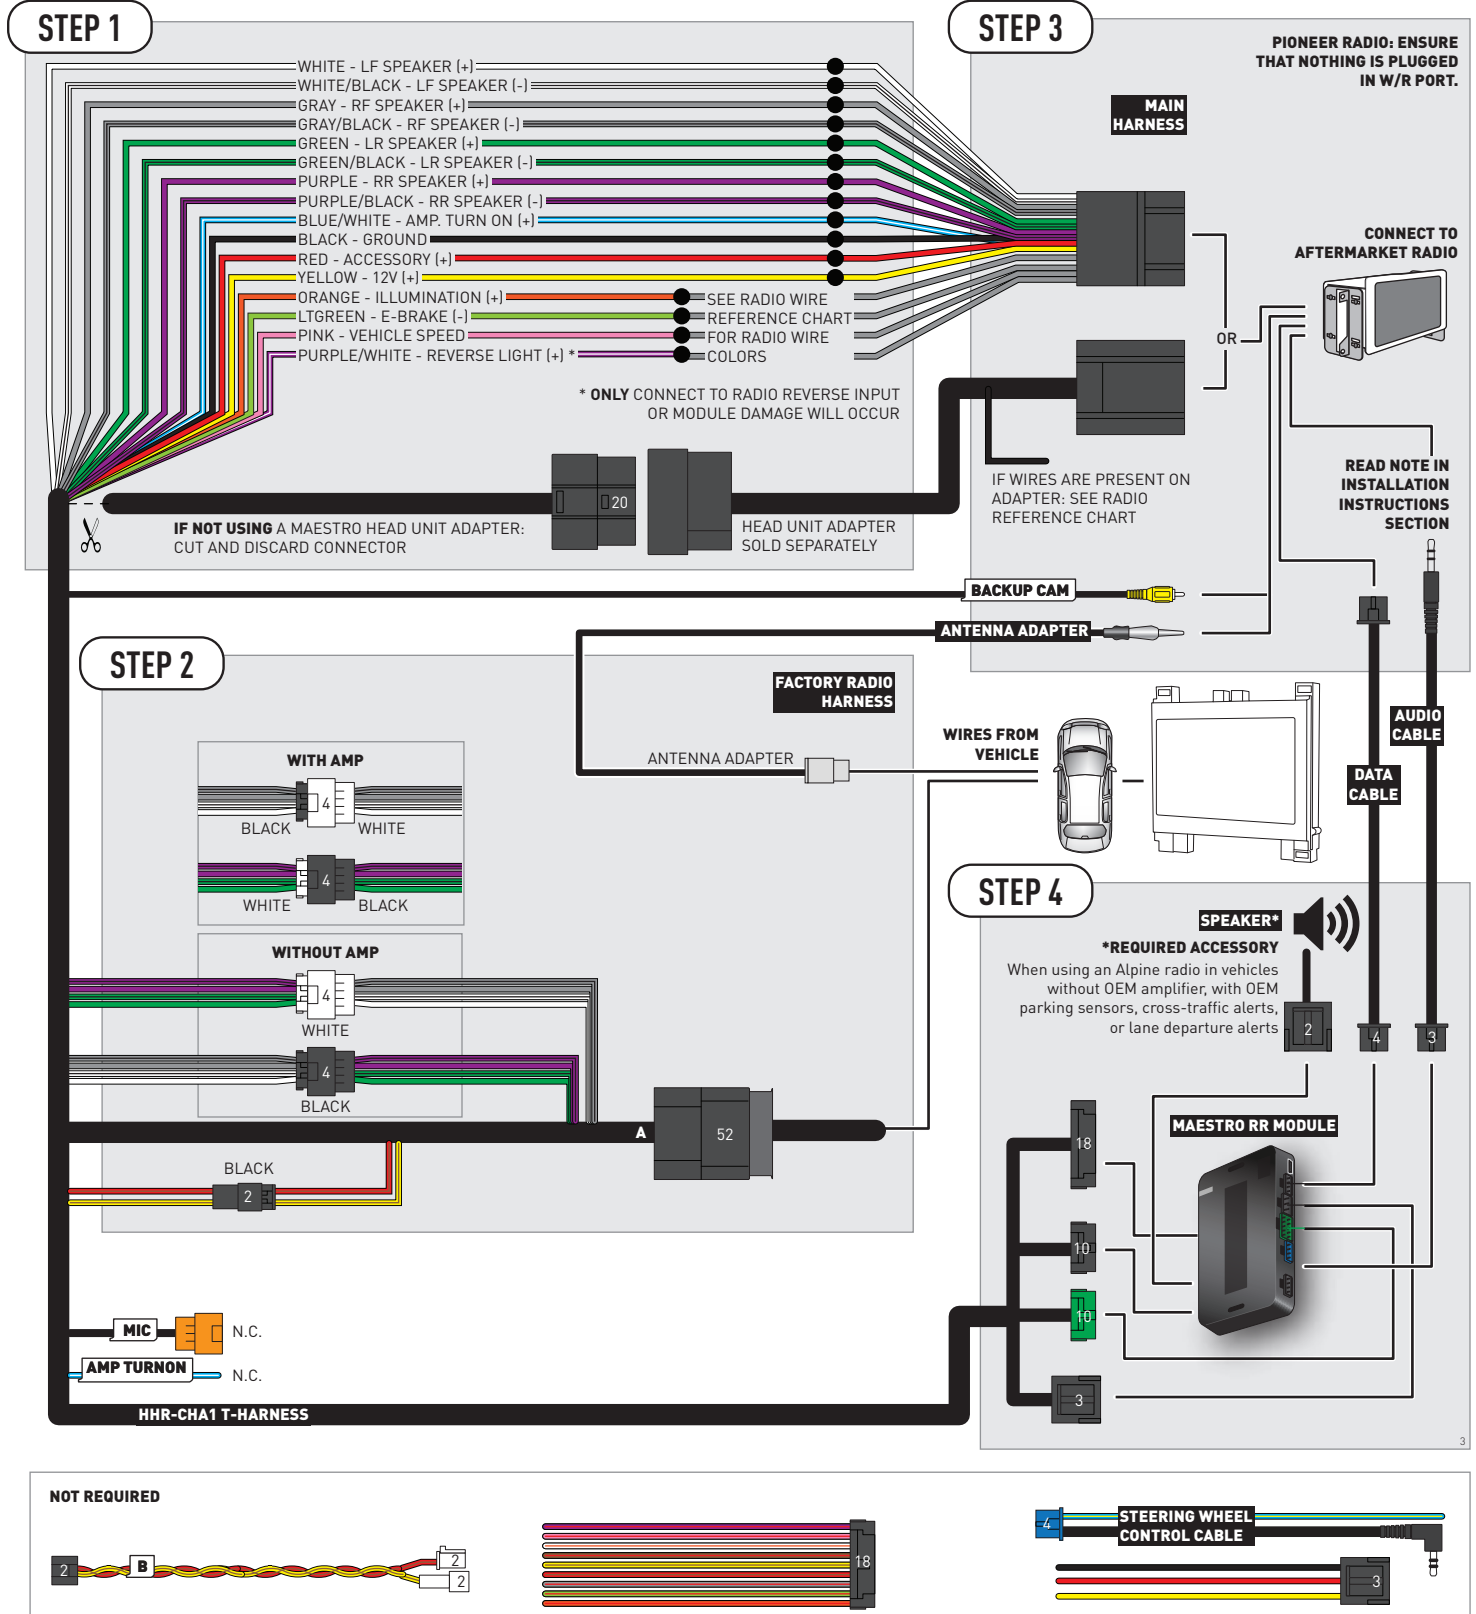 STEP 1
WHITE - LF SPEAKER (+)
WHITE/BLACK - LF SPEAKER (-)
GRAY - RF SPEAKER (+)
GRAY/BLACK - RF SPEAKER (-)
GREEN - LR SPEAKER (+)
GREEN/BLACK - LR SPEAKER (-)
PURPLE - RR SPEAKER (+)
PURPLE/BLACK - RR SPEAKER (-)
BLUE/WHITE - AMP. TURN ON (+)
BLACK - GROUND
RED - ACCESSORY (+)
YELLOW - 12V (+)
ORANGE - ILLUMINATION (+)
LTGREEN - E-BRAKE (-)
PINK - VEHICLE SPEED
PURPLE/WHITE - REVERSE LIGHT (+) *
SEE RADIO WIRE
REFERENCE CHART
FOR RADIO WIRE
COLORS
* ONLY CONNECT TO RADIO REVERSE INPUT
OR MODULE DAMAGE WILL OCCUR
20
IF NOT USING A MAESTRO HEAD UNIT ADAPTER:
CUT AND DISCARD CONNECTOR
HEAD UNIT ADAPTER
SOLD SEPARATELY
STEP 3
PIONEER RADIO: ENSURE
THAT NOTHING IS PLUGGED
IN W/R PORT.
MAIN
HARNESS
CONNECT TO
AFTERMARKET RADIO
OR
IF WIRES ARE PRESENT ON
ADAPTER: SEE RADIO
REFERENCE CHART
READ NOTE IN
INSTALLATION
INSTRUCTIONS
SECTION
BACKUP CAM
ANTENNA ADAPTER
STEP 2
FACTORY RADIO
HARNESS
ANTENNA ADAPTER
WIRES FROM
VEHICLE
AUDIO
CABLE
DATA
CABLE
WITH AMP
4
BLACK
WHITE
4
WHITE
BLACK
WITHOUT AMP
4
WHITE
4
BLACK
A
52
BLACK
2
STEP 4
SPEAKER*
*REQUIRED ACCESSORY
When using an Alpine radio in vehicles
without OEM amplifier, with OEM
parking sensors, cross-traffic alerts,
or lane departure alerts
2
4
3
MAESTRO RR MODULE
18
10
10
3
3
MIC
N.C.
AMP TURNON
N.C.
HHR-CHA1 T-HARNESS
NOT REQUIRED
2
B
2
2
18
4
STEERING WHEEL
CONTROL CABLE
3